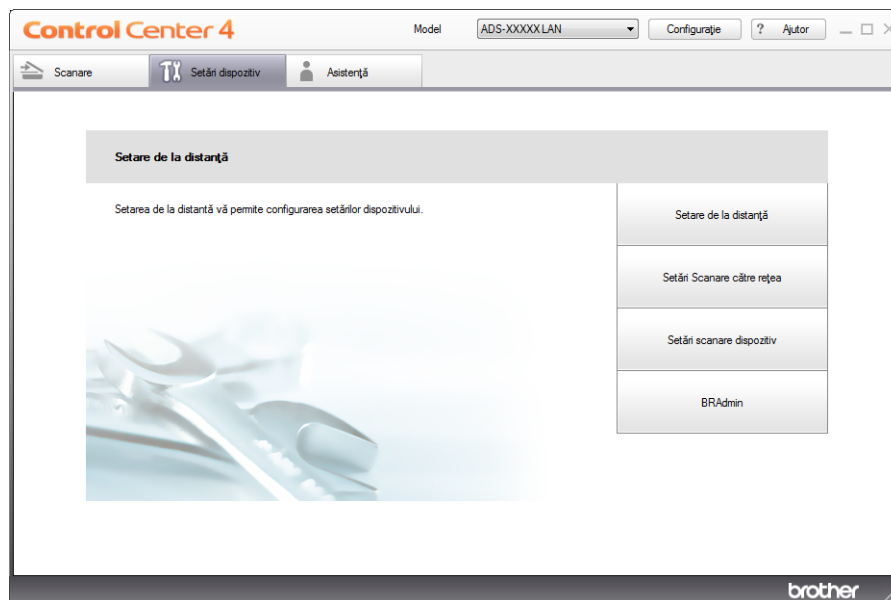 Control Center 4
Model
ADS-XXXXX LAN
Configurație
? Ajutor
Scanare
Setări dispozitiv
Asistență
Setare de la distanță
Setarea de la distantă vă permite configurarea setărilor dispozitivului.
Setare de la distanță
Setări Scanare către rețea
Setări scanare dispozitiv
BRAdmin
brother